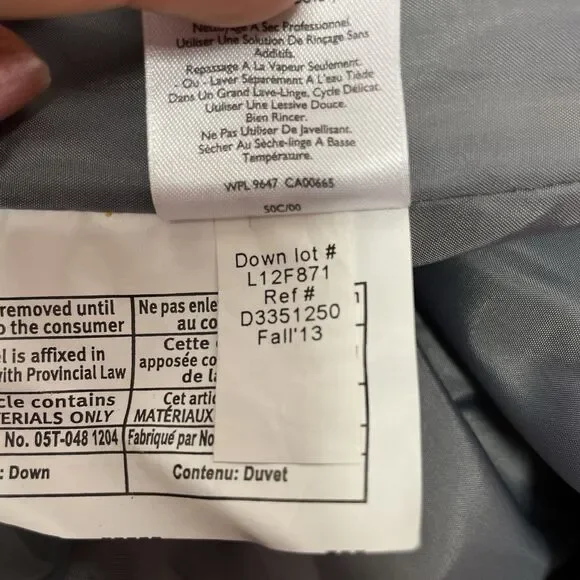 Nettoyage A Sec Professionnel.
Utiliser Une Solution De Rinçage Sans
Additifs.
Repassage A La Vapeur Seulement.
Ou - Laver Séparément A L'eau Tiède
Dans Un Grand Lave-Linge, Cycle Délicat.
Utiliser Une Lessive Douce.
Bien Rincer.
Ne Pas Utiliser De Javellisant.
Sécher Au Sèche-linge A Basse
Température.
WPL 9647 CA00665
50C/00
Down lot #
L12F871
Ref #
D3351250
Fall'13
removed until
o the consumer
Ne pas enle
au co
l is affixed in
ith Provincial Law
Cette
apposée co
de la
cle contains
ERIALS ONLY
Cet artic
MATÉRIAUX
No. 05T-048 1204
Fabriqué par No
: Down
Contenu: Duvet